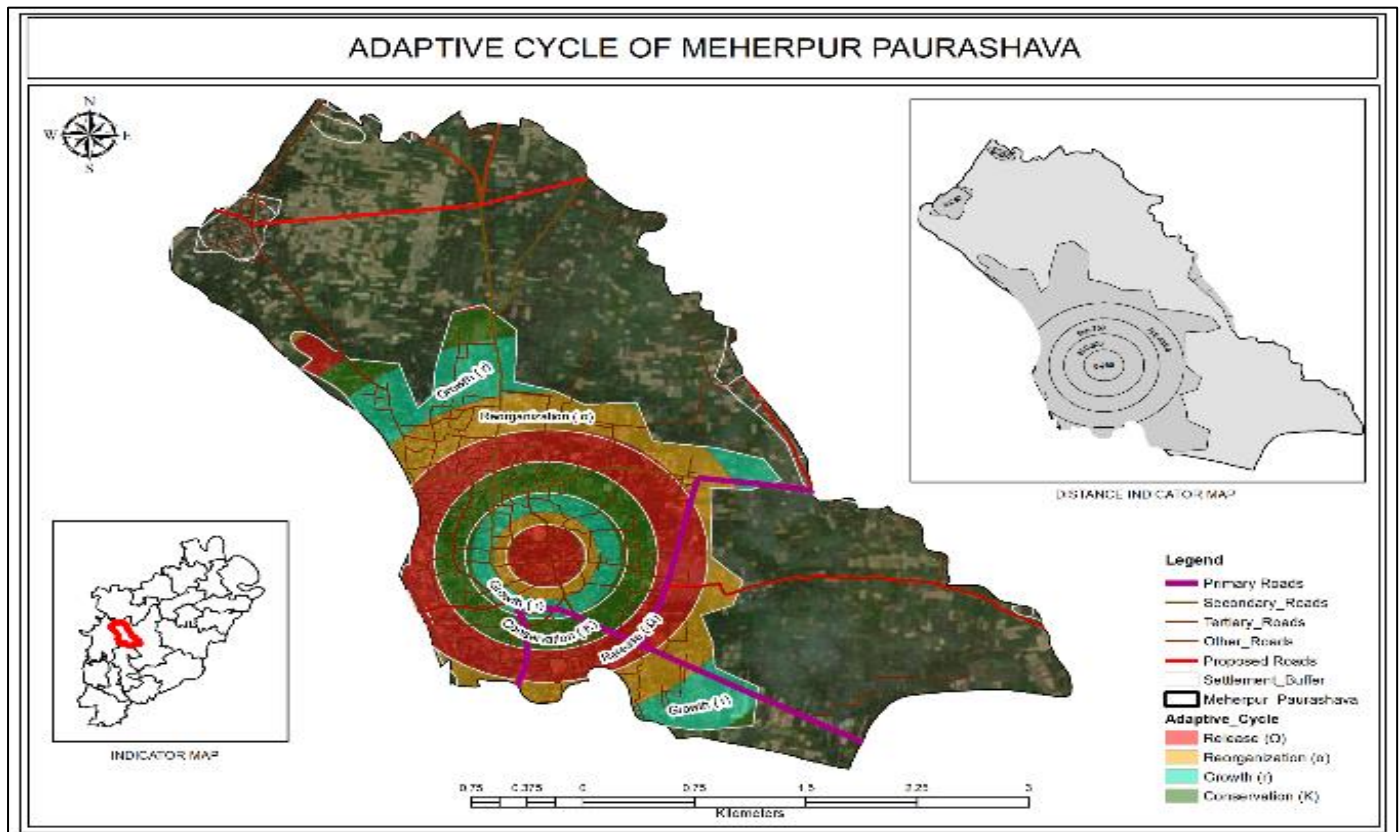 ADAPTIVE CYCLE OF MEHERPUR PAURASHAVA
N
W E
S
Growth (r)
Reorganization (α)
Growth (r)
Conservation (K)
Release (Ω)
Growth (r)
DISTANCE INDICATOR MAP
INDICATOR MAP
Legend
Primary Roads
Secondary_Roads
Tertiary_Roads
Other_Roads
Proposed Roads
Settlement_Buffer
Meherpur_Paurashava
Adaptive_Cycle
Release (Ω)
Reorganization (α)
Growth (r)
Conservation (K)
0.75 0.375 0 0.75 1.5 2.25 3
Kilometers